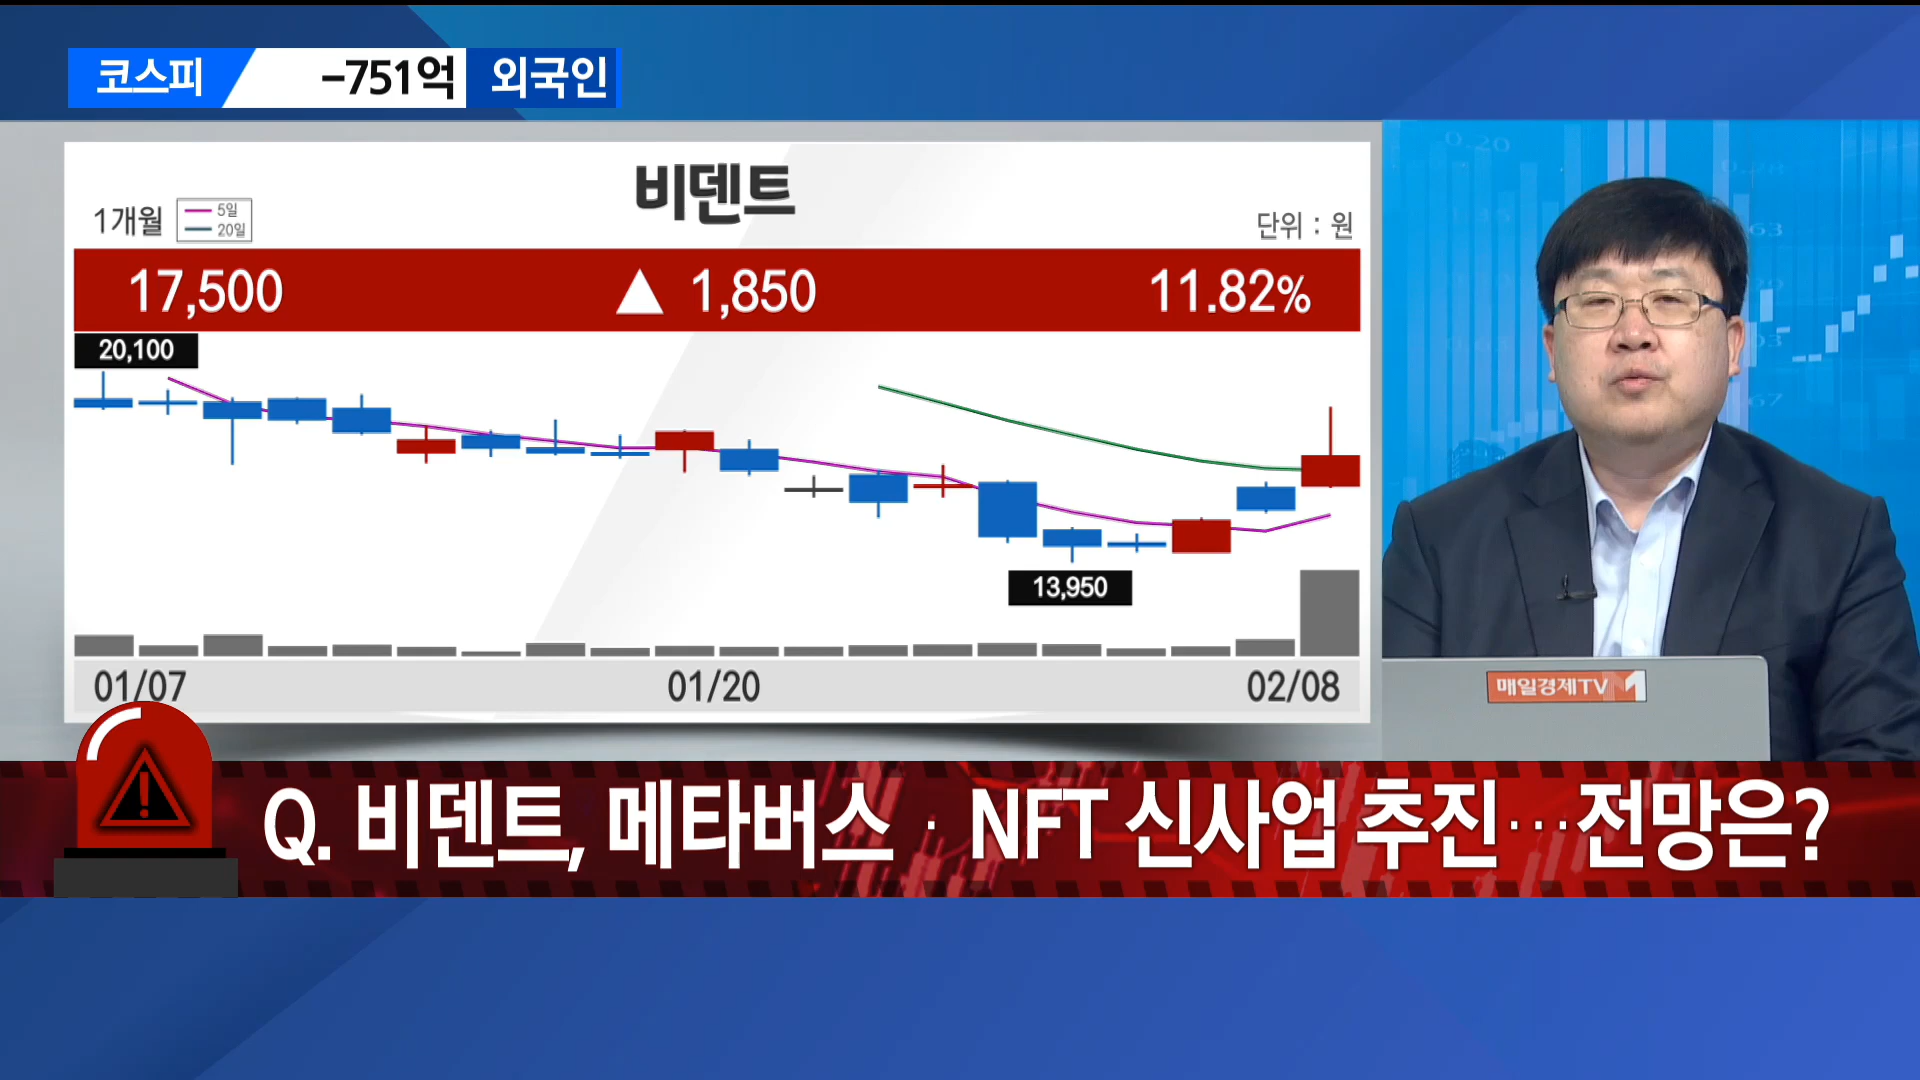 코스피 -751억 외국인
비덴트
1개월
5일
20일
단위 : 원
17,500 ▲ 1,850 11.82%
20,100
13,950
01/07 01/20 02/08
매일경제TV M
Q. 비덴트, 메타버스 · NFT 신사업 추진…전망은?